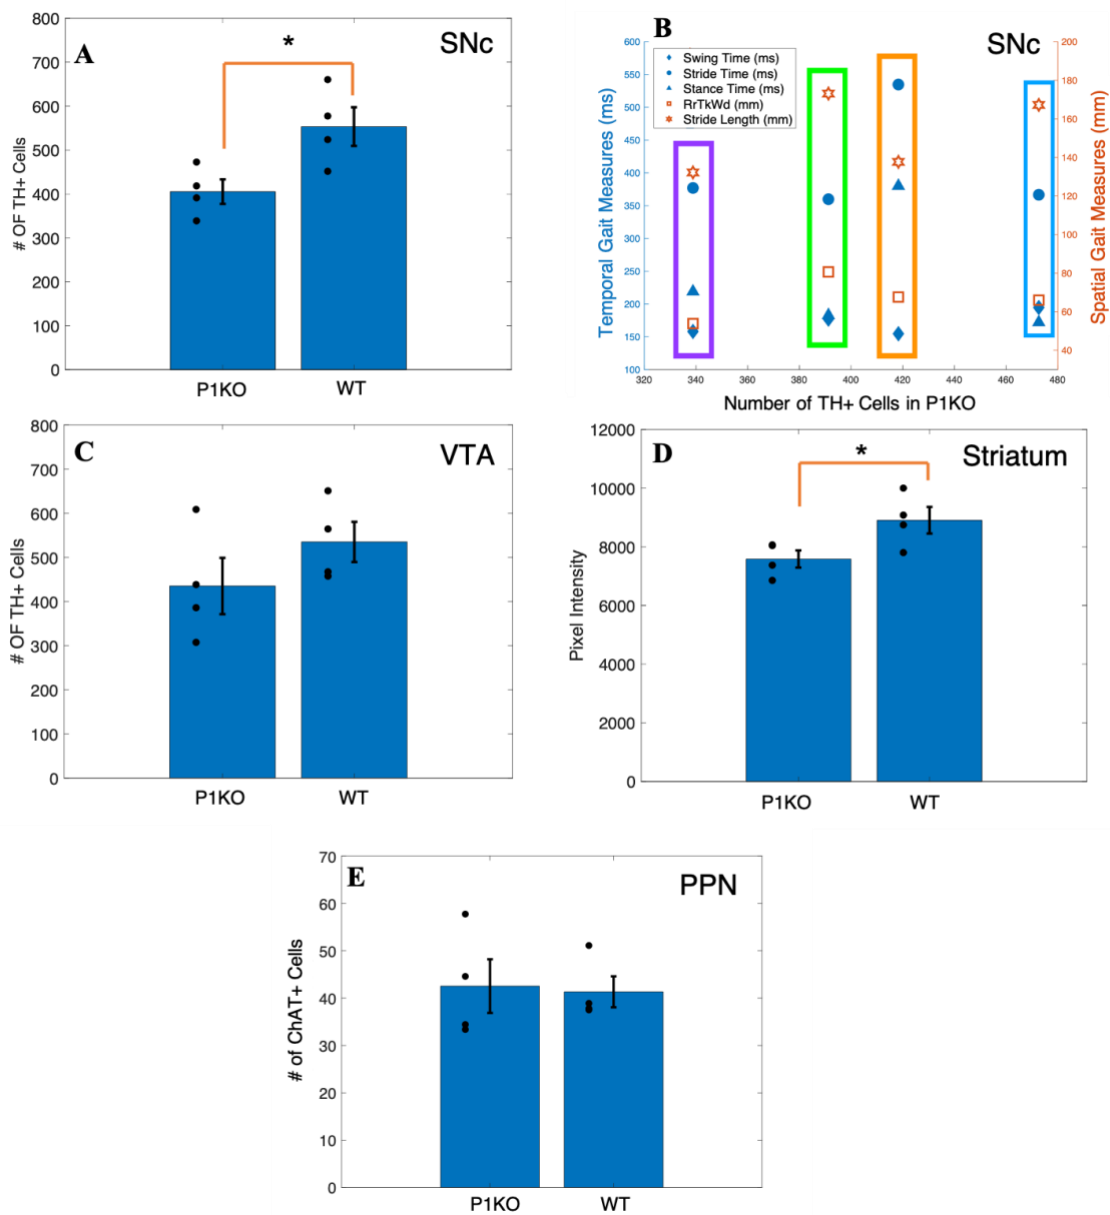 A
SNc
*
# OF TH+ Cells
800
700
600
500
400
300
200
100
0
P1KO
WT
B
SNc
Swing Time (ms)
Stride Time (ms)
Stance Time (ms)
RrTkWd (mm)
Stride Length (mm)
Temporal Gait Measures (ms)
600
550
500
450
400
350
300
250
200
150
100
Spatial Gait Measures (mm)
200
180
160
140
120
100
80
60
40
320 340 360 380 400 420 440 460 480
Number of TH+ Cells in P1KO
C
VTA
# OF TH+ Cells
800
700
600
500
400
300
200
100
0
P1KO
WT
D
Striatum
*
Pixel Intensity
12000
10000
8000
6000
4000
2000
0
P1KO
WT
E
PPN
# of ChAT+ Cells
70
60
50
40
30
20
10
0
P1KO
WT